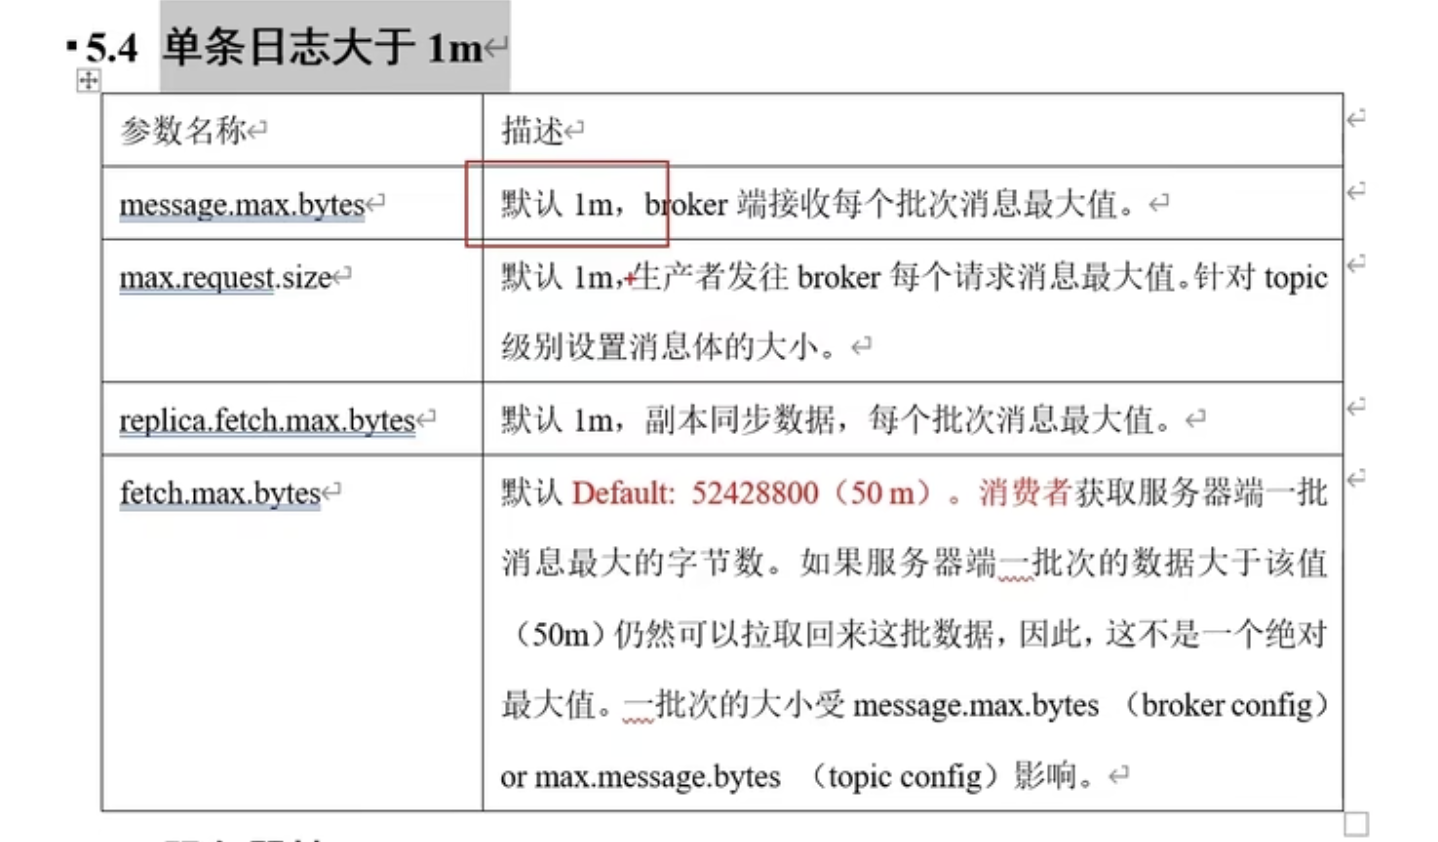 5.4 单条日志大于 1m
参数名称
描述
message.max.bytes
默认 1m，broker 端接收每个批次消息最大值。
max.request.size
默认 1m，生产者发往 broker 每个请求消息最大值。针对 topic
级别设置消息体的大小。
replica.fetch.max.bytes
默认 1m，副本同步数据，每个批次消息最大值。
fetch.max.bytes
默认 Default: 52428800（50 m）。消费者获取服务器端一批
消息最大的字节数。如果服务器端一批次的数据大于该值
（50m）仍然可以拉取回来这批数据，因此，这不是一个绝对
最大值。一批次的大小受 message.max.bytes （broker config）
or max.message.bytes （topic config）影响。